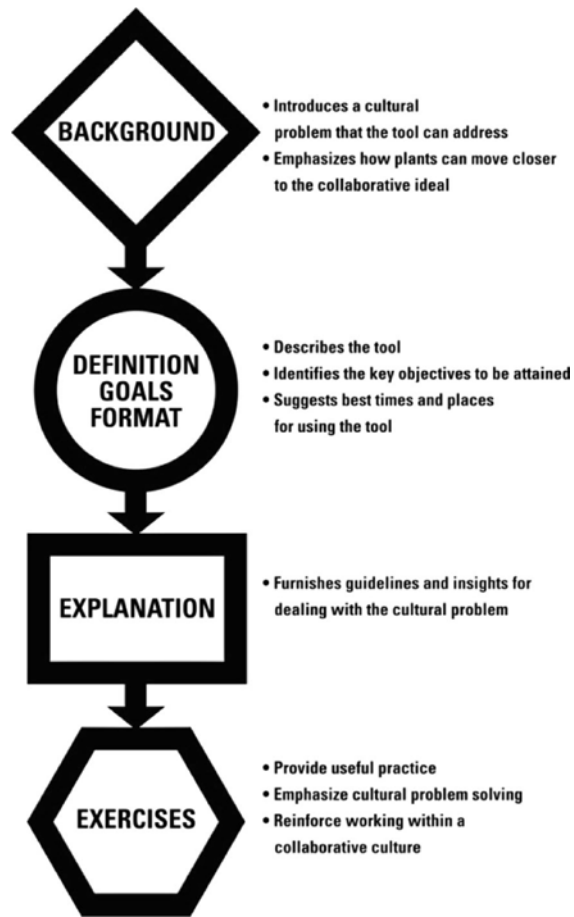 BACKGROUND
• Introduces a cultural
problem that the tool can address
• Emphasizes how plants can move closer
to the collaborative ideal
DEFINITION
GOALS
FORMAT
• Describes the tool
• Identifies the key objectives to be attained
• Suggests best times and places
for using the tool
EXPLANATION
• Furnishes guidelines and insights for
dealing with the cultural problem
EXERCISES
• Provide useful practice
• Emphasize cultural problem solving
• Reinforce working within a
collaborative culture